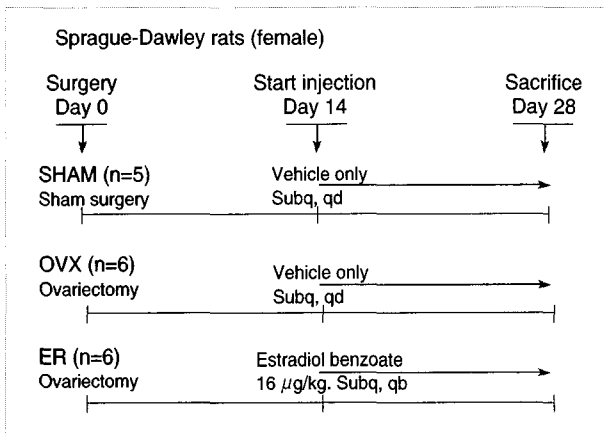 Sprague-Dawley rats (female)
Surgery
Day 0
Start injection
Day 14
Sacrifice
Day 28
SHAM (n=5)
Sham surgery
Vehicle only
Subq, qd
OVX (n=6)
Ovariectomy
Vehicle only
Subq, qd
ER (n=6)
Ovariectomy
Estradiol benzoate
16 μg/kg. Subq, qb